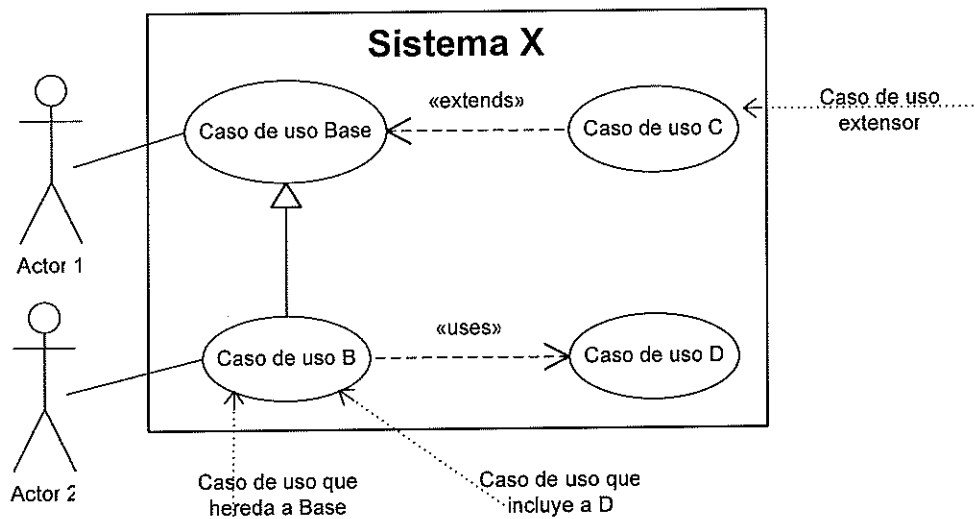 Sistema X
«extends»
Caso de uso Base
Caso de uso C
Caso de uso
extensor
Actor 1
«uses»
Caso de uso B
Caso de uso D
Actor 2
Caso de uso que
hereda a Base
Caso de uso que
incluye a D